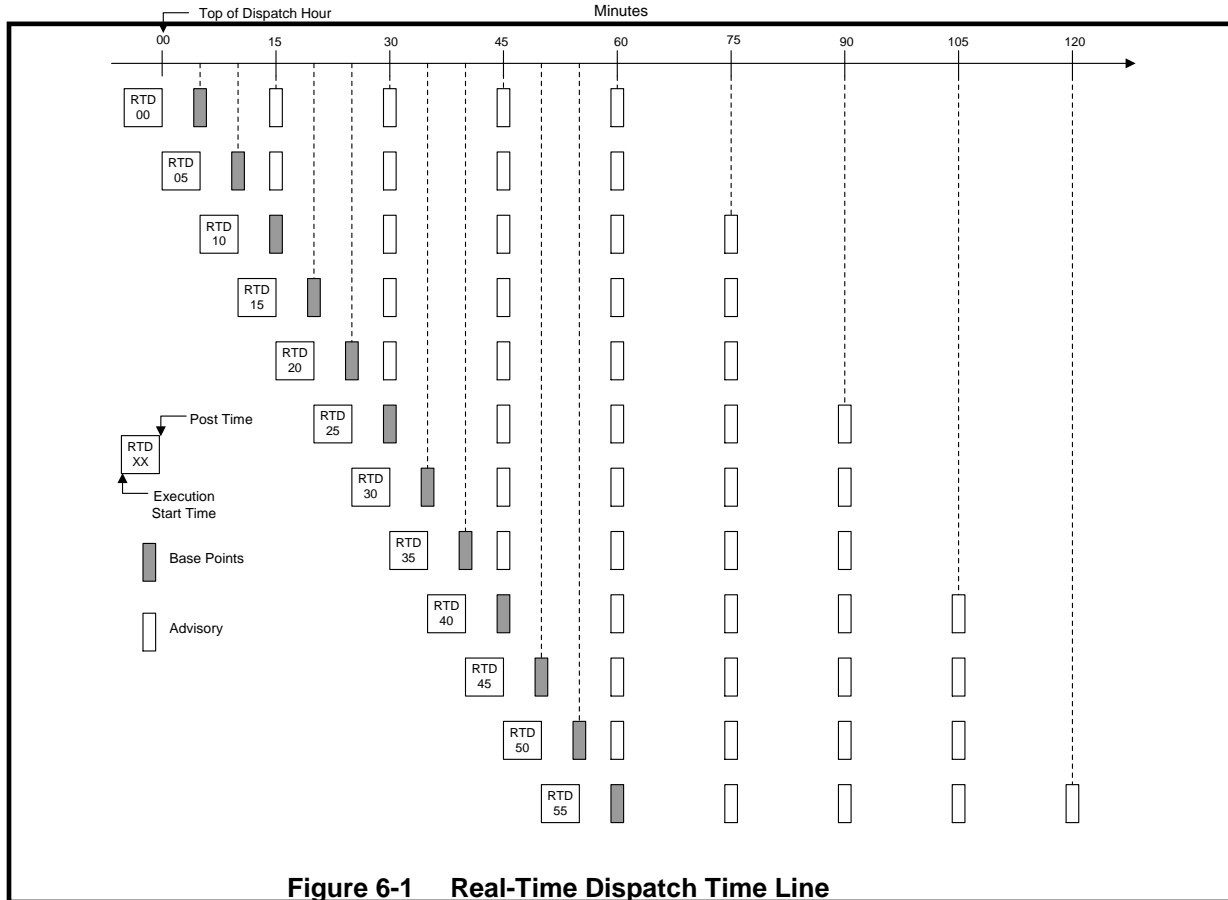 Top of Dispatch Hour
Minutes
00 15 30 45 60 75 90 105 120
RTD
00
RTD
05
RTD
10
RTD
15
RTD
20
RTD
25
Post Time
RTD
XX
Execution
Start Time
RTD
30
RTD
35
Base Points
RTD
40
Advisory
RTD
45
RTD
50
RTD
55
Figure 6-1 Real-Time Dispatch Time Line